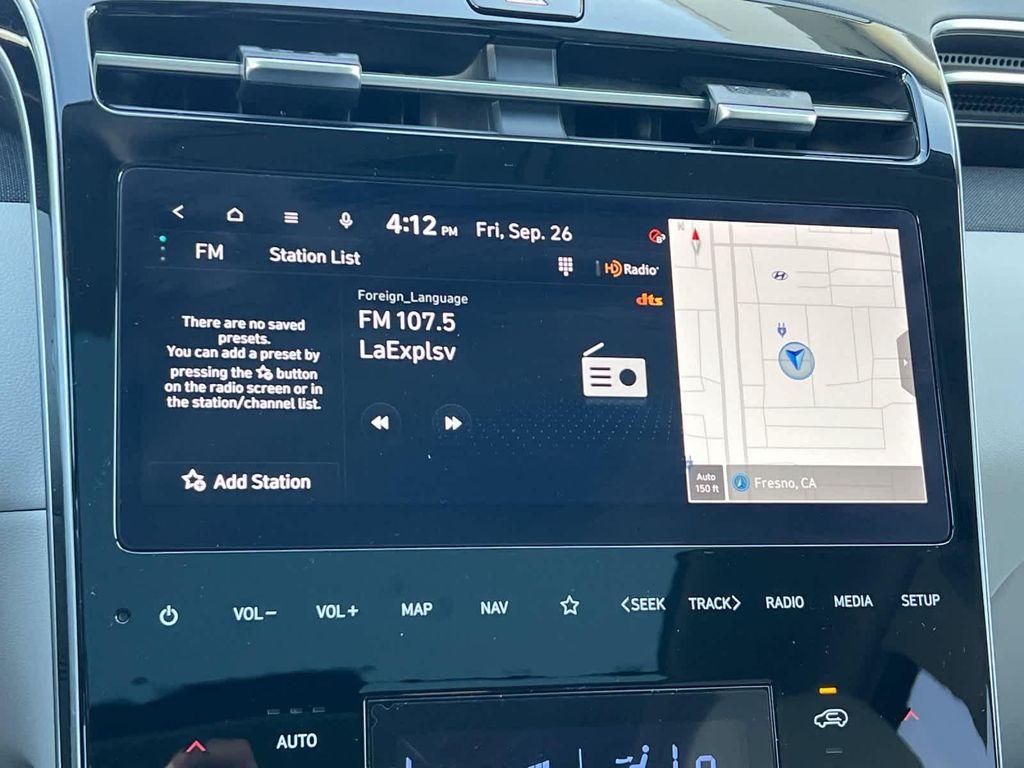 4:12 PM Fri, Sep. 26
FM
Station List
HD Radio
dts
Foreign_Language
FM 107.5
LaExplsv
There are no saved
presets.
You can add a preset by
pressing the button
on the radio screen or in
the station/channel list.
Add Station
N
Auto
150 ft
Fresno, CA
VOL−
VOL+
MAP
NAV
<SEEK
TRACK>
RADIO
MEDIA
SETUP
AUTO